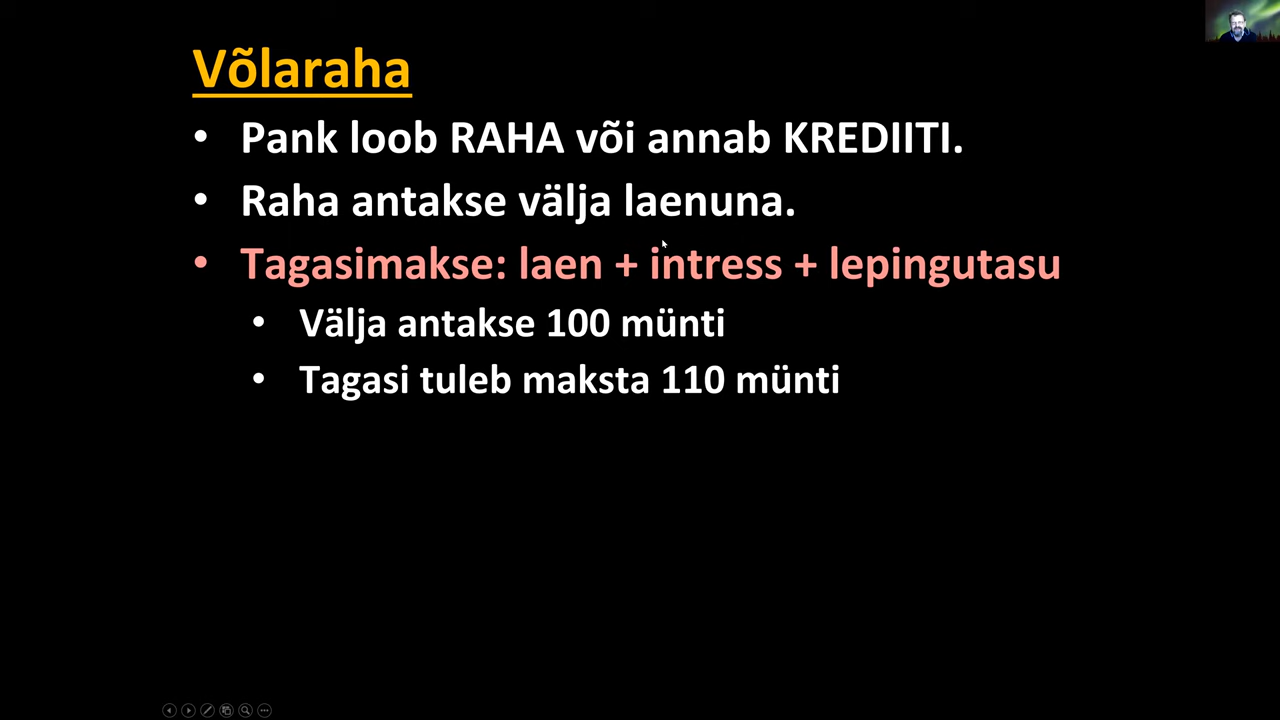 Võlaraha
• Pank loob RAHA või annab KREDIITI.
• Raha antakse välja laenuna.
• Tagasimakse: laen + intress + lepingutasu
• Välja antakse 100 münti
• Tagasi tuleb maksta 110 münti